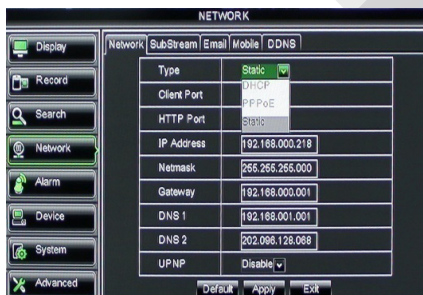 NETWORK
Display
Record
Search
Network
Alarm
Device
System
Advanced
Network SubStream Email Mobile DDNS
Type Static
DHCP
PPPoE
Static
Client Port
HTTP Port
IP Address 192.168.000.218
Netmask 255.255.255.000
Gateway 192.168.000.001
DNS 1 192.168.001.001
DNS 2 202.096.128.068
UPNP Disable
Default Apply Exit